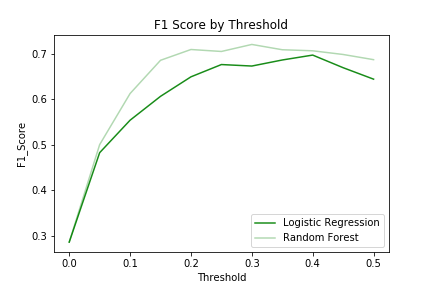 F1 Score by Threshold
F1_Score
0.7
0.6
0.5
0.4
0.3
0.0 0.1 0.2 0.3 0.4 0.5
Threshold
Logistic Regression
Random Forest